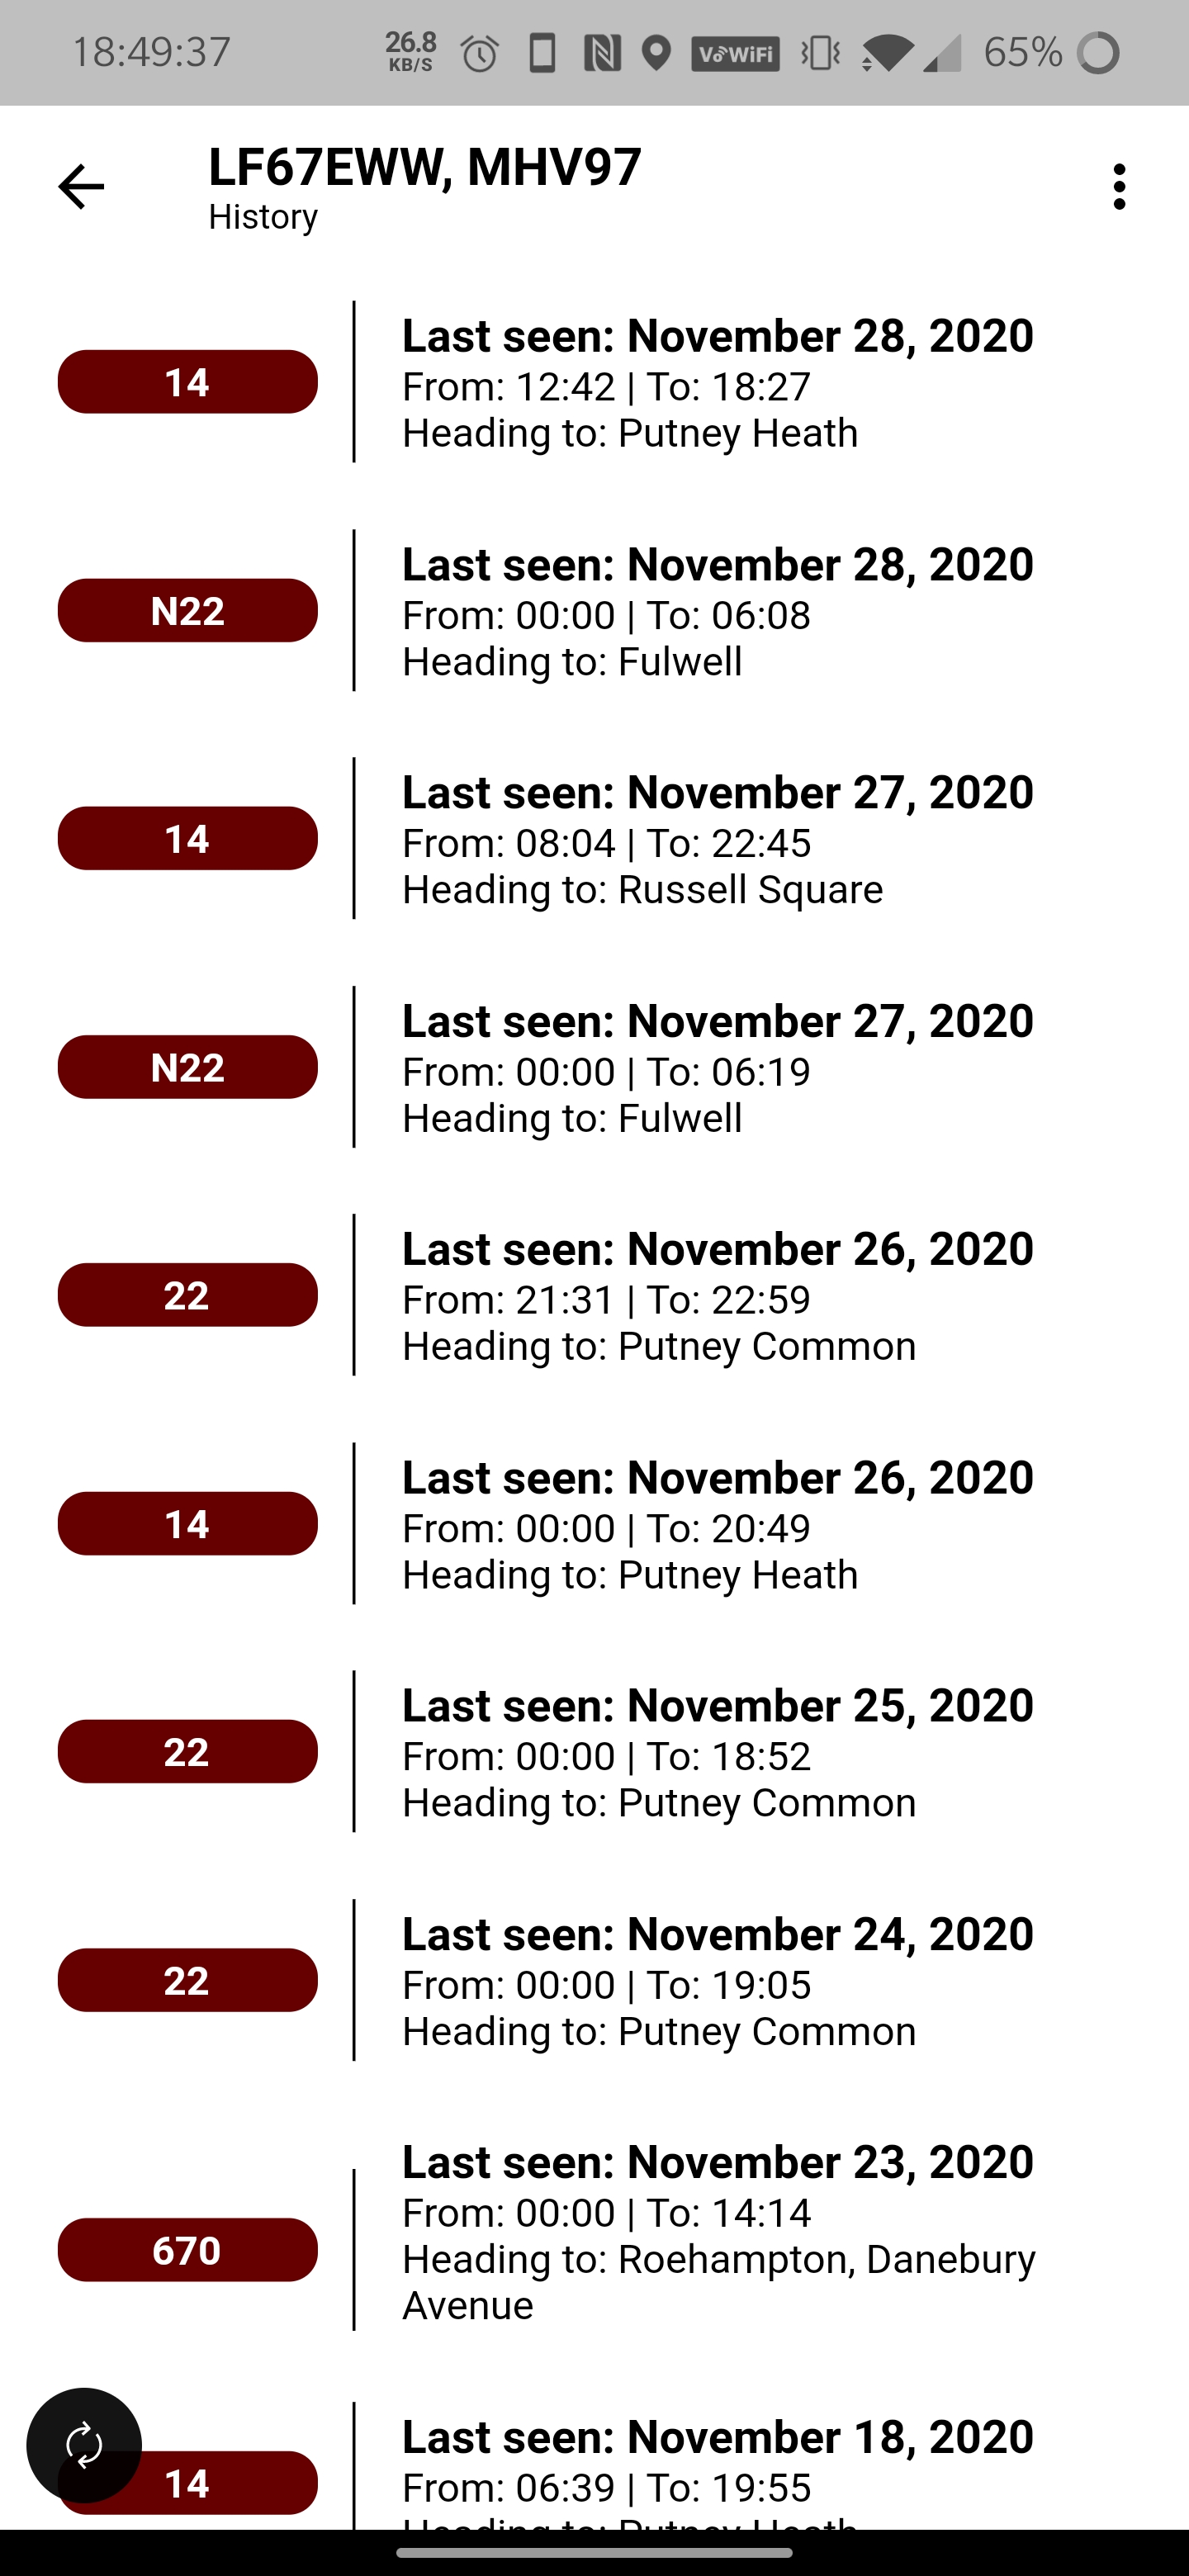 18:49:37 26.8 KB/S VoWiFi 65%
LF67EWW, MHV97
History
14
Last seen: November 28, 2020
From: 12:42 | To: 18:27
Heading to: Putney Heath
N22
Last seen: November 28, 2020
From: 00:00 | To: 06:08
Heading to: Fulwell
14
Last seen: November 27, 2020
From: 08:04 | To: 22:45
Heading to: Russell Square
N22
Last seen: November 27, 2020
From: 00:00 | To: 06:19
Heading to: Fulwell
22
Last seen: November 26, 2020
From: 21:31 | To: 22:59
Heading to: Putney Common
14
Last seen: November 26, 2020
From: 00:00 | To: 20:49
Heading to: Putney Heath
22
Last seen: November 25, 2020
From: 00:00 | To: 18:52
Heading to: Putney Common
22
Last seen: November 24, 2020
From: 00:00 | To: 19:05
Heading to: Putney Common
670
Last seen: November 23, 2020
From: 00:00 | To: 14:14
Heading to: Roehampton, Danebury
Avenue
14
Last seen: November 18, 2020
From: 06:39 | To: 19:55
Heading to: Putney Heath